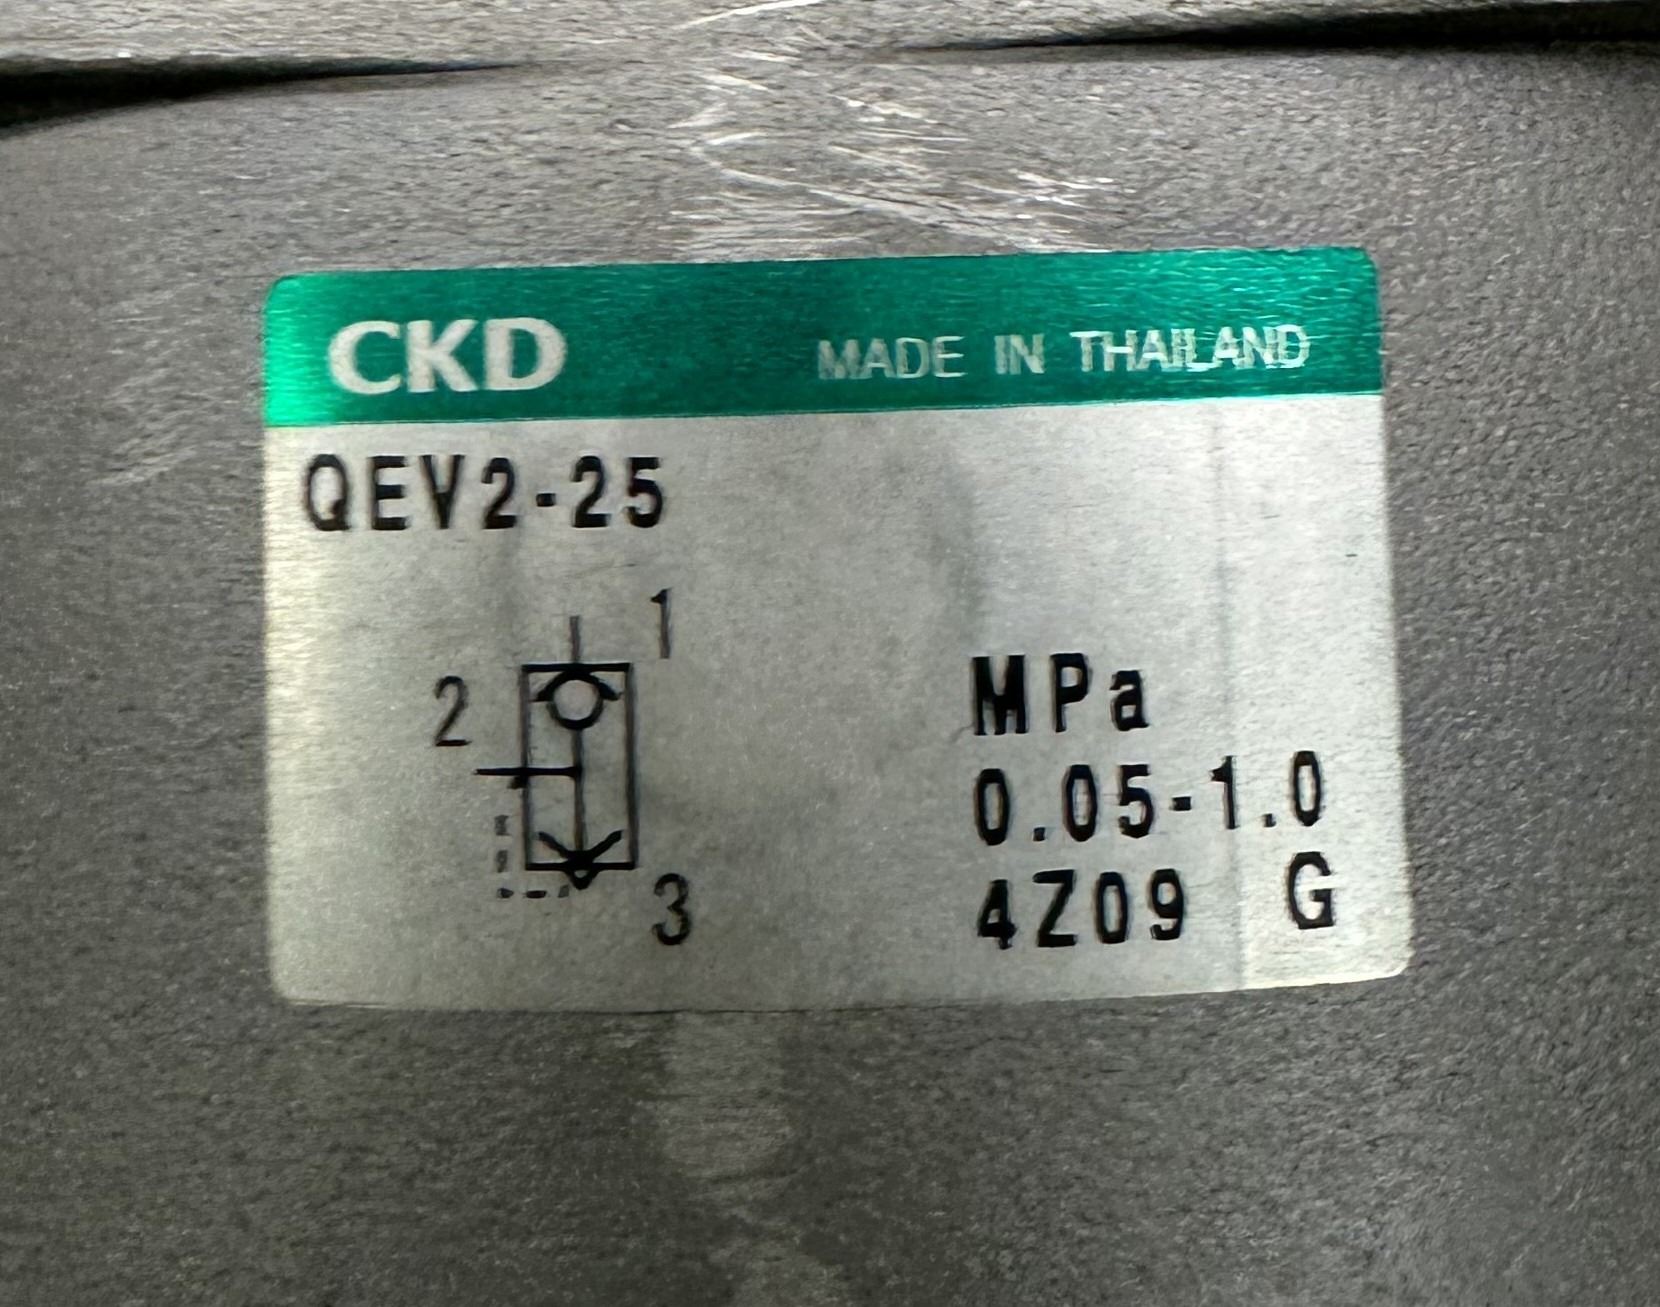 CKD MADE IN THAILAND
QEV2-25
1
2
MPa
0.05-1.0
3
4Z09 G